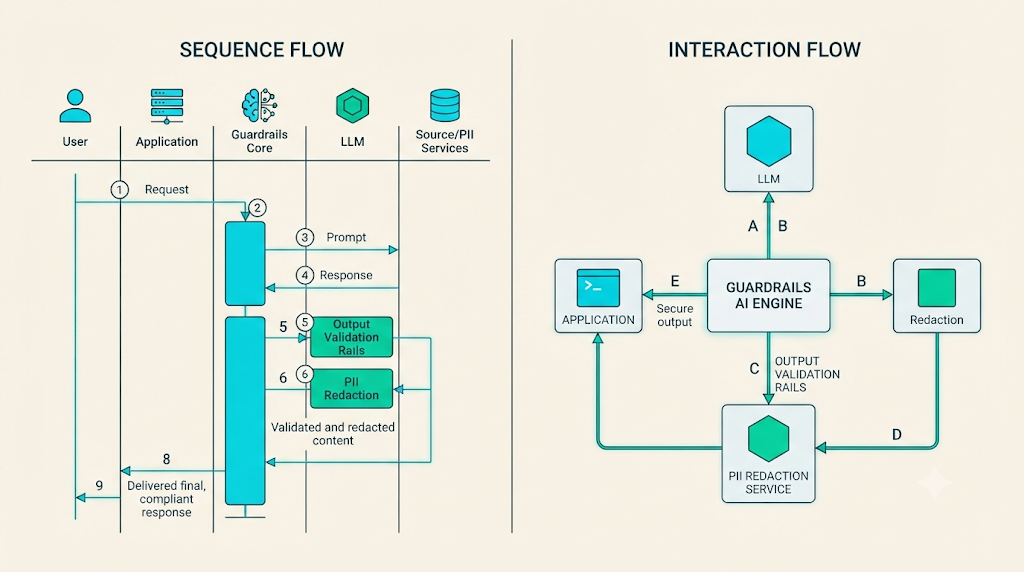 SEQUENCE FLOW
User
Application
Guardrails
Core
LLM
Source/PII
Services
1
Request
2
3
Prompt
4
Response
5
5
Output
Validation
Rails
6
6
PII
Redaction
Validated and redacted
content
8
Delivered final,
compliant
response
9
INTERACTION FLOW
LLM
A
B
APPLICATION
E
Secure
output
GUARDRAILS
AI ENGINE
B
Redaction
C
OUTPUT
VALIDATION
RAILS
D
PII REDACTION
SERVICE